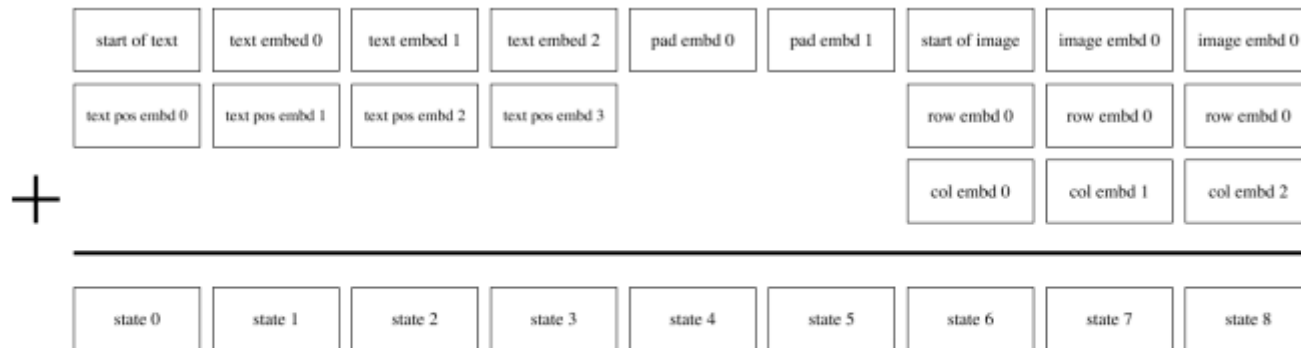 start of text text embed 0 text embed 1 text embed 2 pad embd 0 pad embd 1 start of image image embd 0 image embd 0
text pos embd 0 text pos embd 1 text pos embd 2 text pos embd 3 row embd 0 row embd 0 row embd 0
+ col embd 0 col embd 1 col embd 2
state 0 state 1 state 2 state 3 state 4 state 5 state 6 state 7 state 8